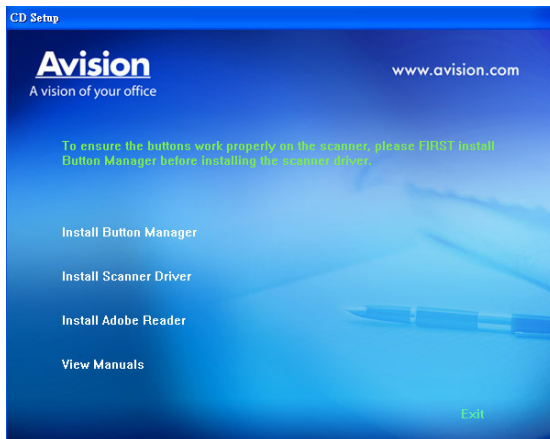 CD Setup
Avision
A vision of your office
www.avision.com
To ensure the buttons work properly on the scanner, please FIRST install
Button Manager before installing the scanner driver.
Install Button Manager
Install Scanner Driver
Install Adobe Reader
View Manuals
Exit